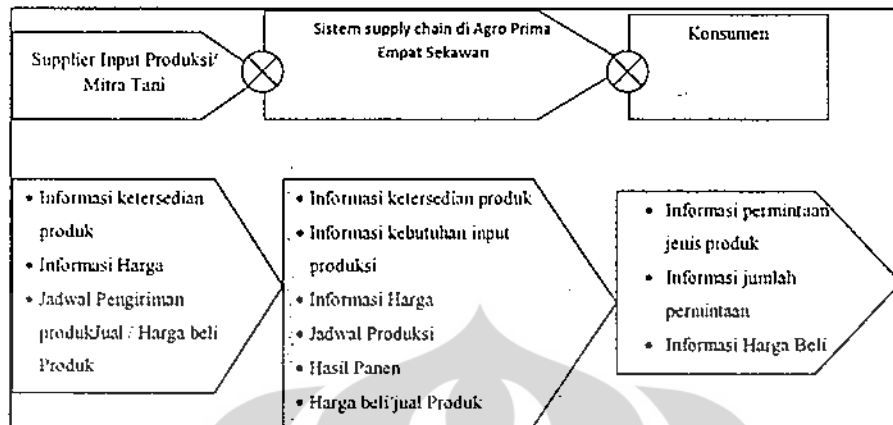 Supplier Input Produksi/
Mitra Tani
Sistem supply chain di Agro Prima
Empat Sekawan
Konsumen
• Informasi ketersedian
produk
• Informasi Harga
• Jadwal Pengiriman
produkJual / Harga beli
Produk
• Informasi ketersedian produk
• Informasi kebutuhan input
produksi
• Informasi Harga
• Jadwal Produksi
• Hasil Panen
• Harga beli/jual Produk
• Informasi permintaan
jenis produk
• Informasi jumlah
permintaan
• Informasi Harga Beli